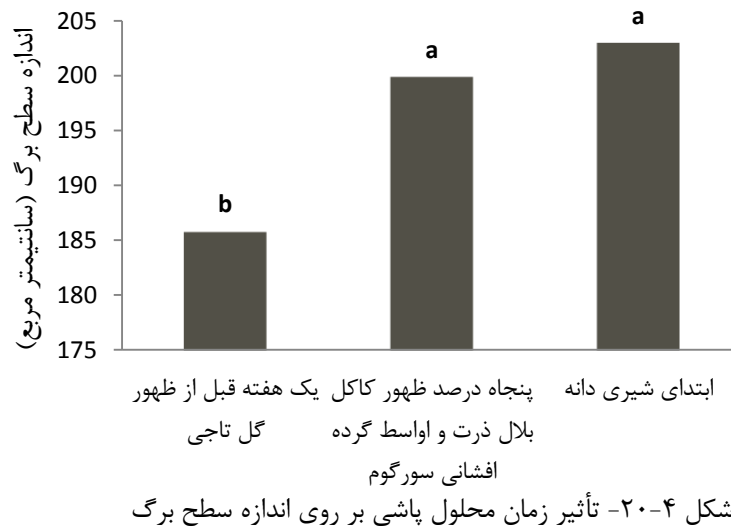 اندازه سطح برگ (سانتیمتر مربع)
205
200
195
190
185
180
175
b
a
a
یک هفته قبل از ظهور
گل تاجی
پنجاه درصد ظهور کاکل
بلال ذرت و اواسط گرده
افشانی سورگوم
ابتدای شیری دانه
شکل ۴-۲۰- تأثیر زمان محلول پاشی بر روی اندازه سطح برگ